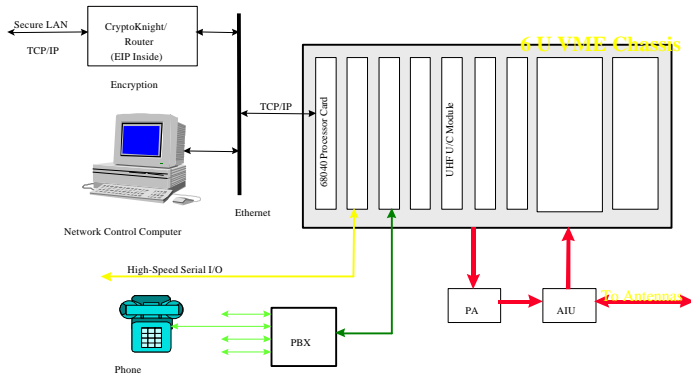 Secure LAN
TCP/IP
CryptoKnight/
Router
(EIP Inside)
Encryption
6 U VME Chassis
TCP/IP
68040 Processor Card
UHF U/C Module
Ethernet
Network Control Computer
High-Speed Serial I/O
To Antennas
PA
AIU
PBX
Phone